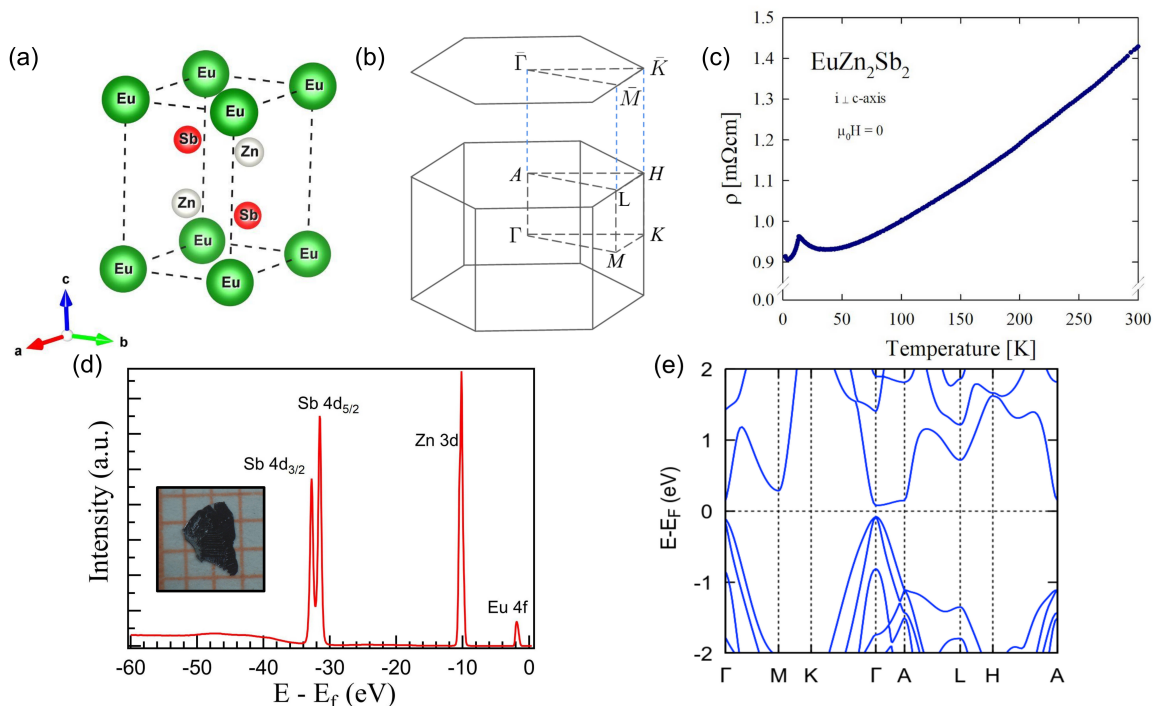 (a)
Eu
Eu
Eu
Eu
Sb
Zn
Zn
Sb
Eu
Eu
Eu
Eu
c
a
b
(b)
Γ̄
K̄
M̄
A
H
L
Γ
K
M
(c)
EuZn₂Sb₂
i ⊥ c-axis
μ₀H = 0
ρ [mΩcm]
1.5
1.4
1.3
1.2
1.1
1.0
0.9
0.0
0 50 100 150 200 250 300
Temperature [K]
(d)
Sb 4d₅/₂
Sb 4d₃/₂
Zn 3d
Eu 4f
Intensity (a.u.)
-60 -50 -40 -30 -20 -10 0
E - E_f (eV)
(e)
E-E_F (eV)
2
1
0
-1
-2
Γ M K Γ A L H A